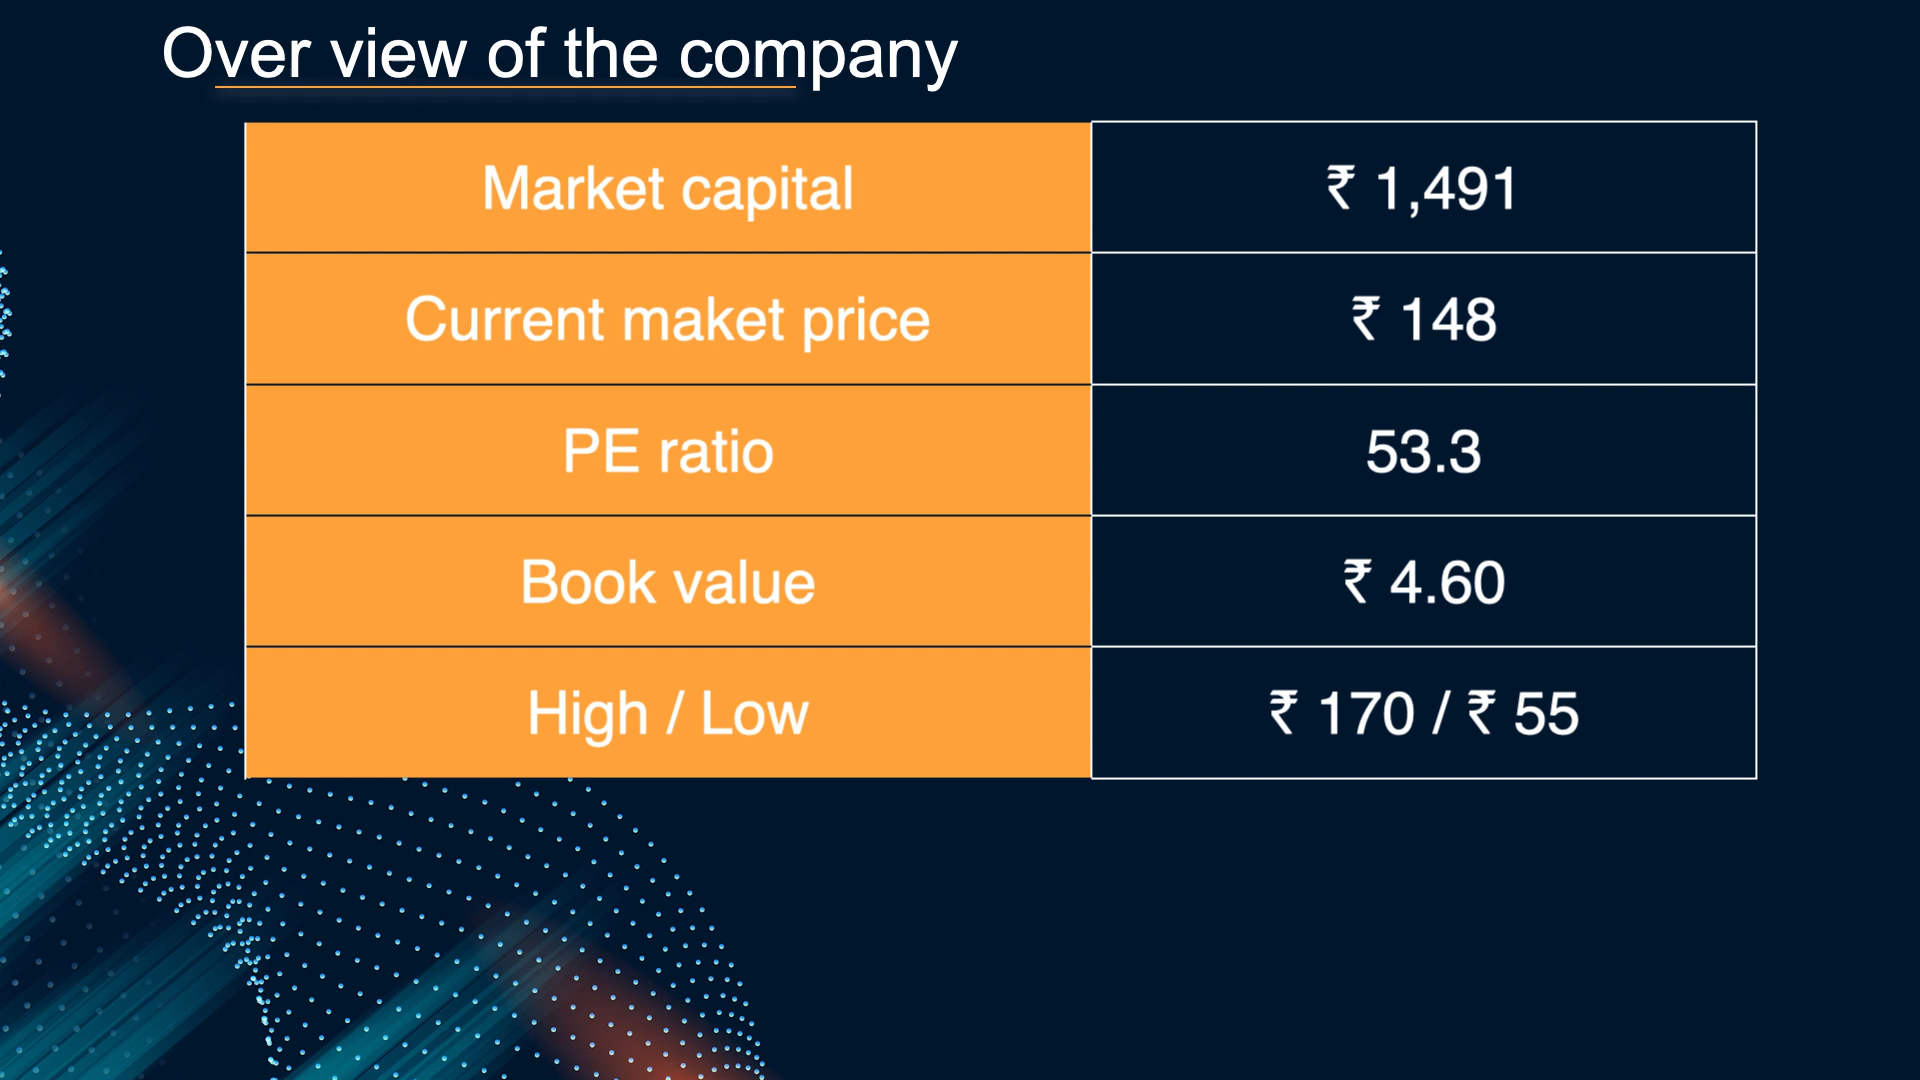 Over view of the company
Market capital ₹ 1,491
Current maket price ₹ 148
PE ratio 53.3
Book value ₹ 4.60
High / Low ₹ 170 / ₹ 55